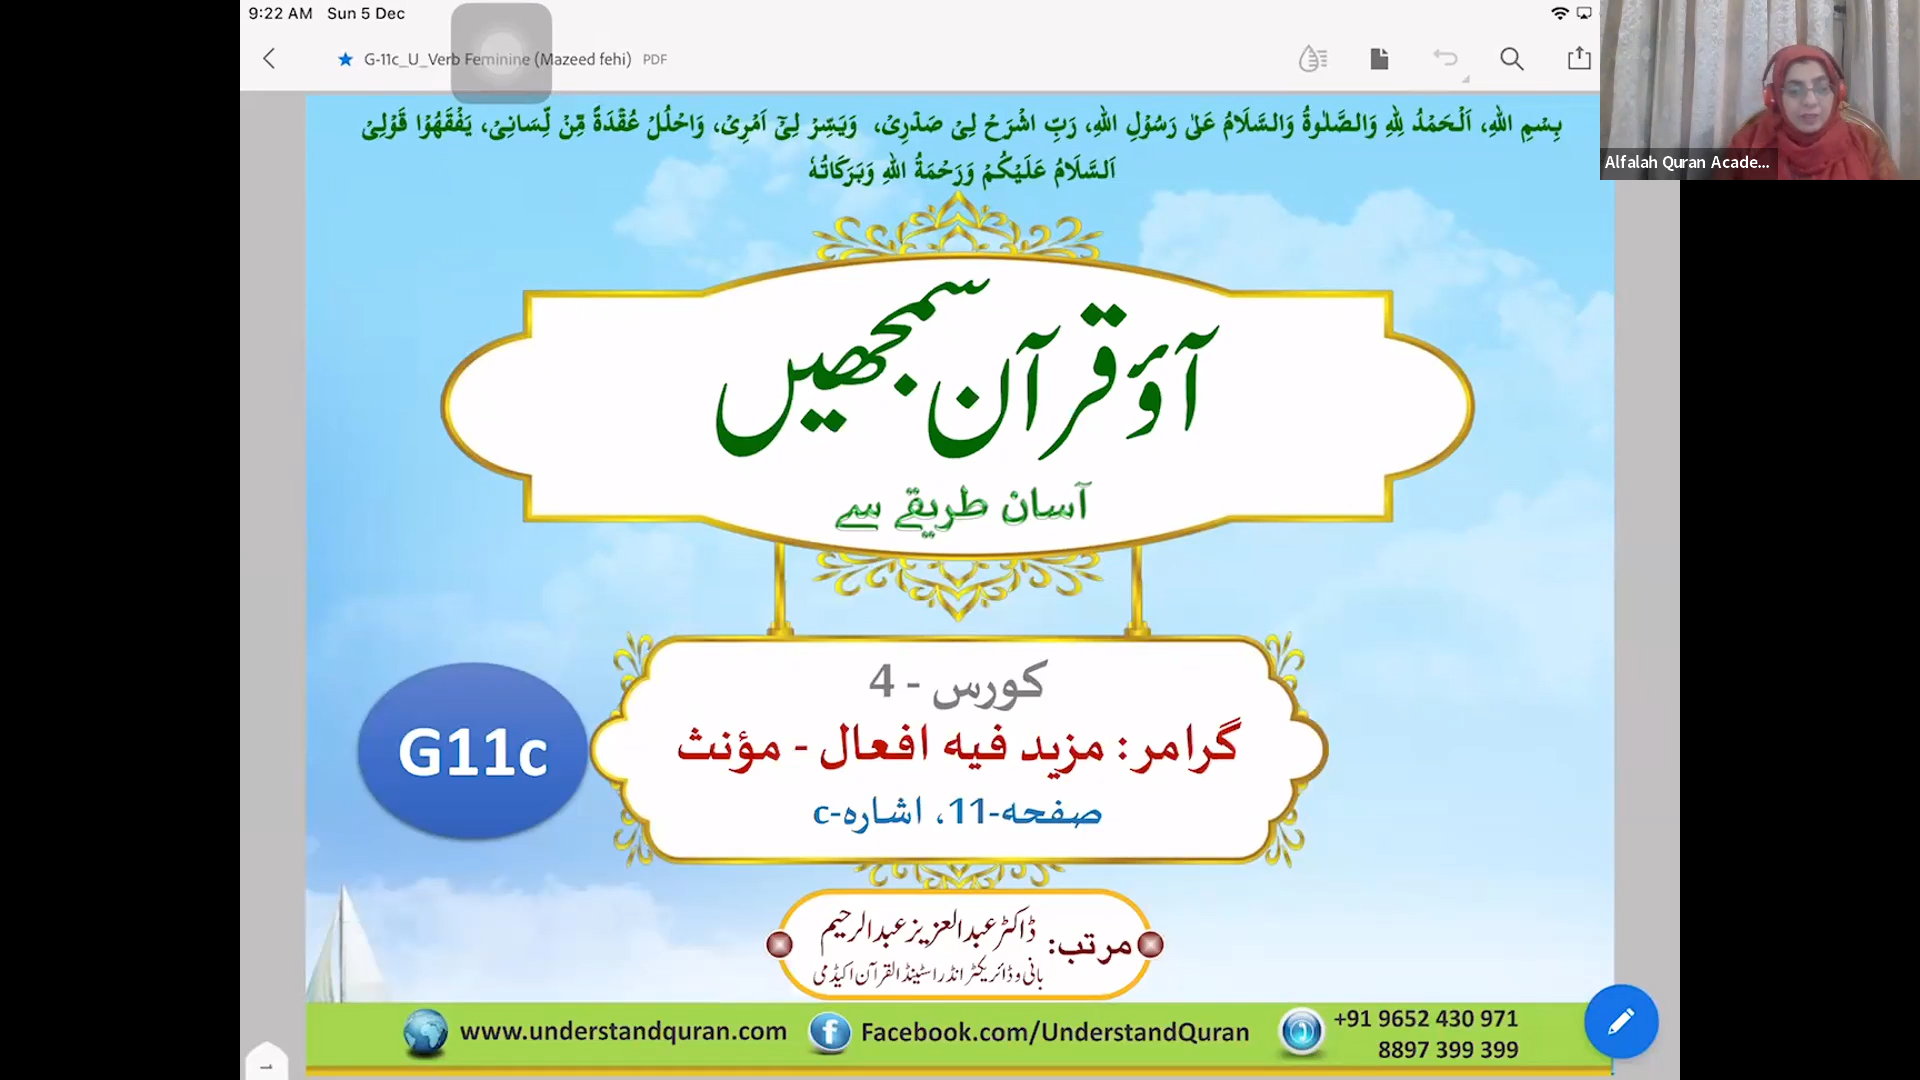 9:22 AM Sun 5 Dec
G-11c_U_Verb Feminine (Mazeed fehi) PDF
Alfalah Quran Acade...
بِسْمِ اللهِ، اَلْحَمْدُ لِلّٰهِ وَالصَّلٰوةُ وَالسَّلَامُ عَلٰى رَسُوْلِ اللهِ، رَبِّ اشْرَحْ لِيْ صَدْرِيْ، وَيَسِّرْ لِيْٓ اَمْرِيْ، وَاحْلُلْ عُقْدَةً مِّنْ لِّسَانِيْ، يَفْقَهُوْا قَوْلِيْ
اَلسَّلَامُ عَلَيْكُمْ وَرَحْمَةُ اللهِ وَبَرَكَاتُهٗ
آؤ قرآن سمجھیں
آسان طریقے سے
کورس - 4
G11c
گرامر: مزید فیه افعال - مؤنث
صفحه-11، اشاره-c
مرتب: ڈاکٹر عبدالعزیز عبدالرحیم
بانی و ڈائریکٹر انڈراسٹینڈ القرآن اکیڈمی
www.understandquran.com
Facebook.com/UnderstandQuran
+91 9652 430 971
8897 399 399
1